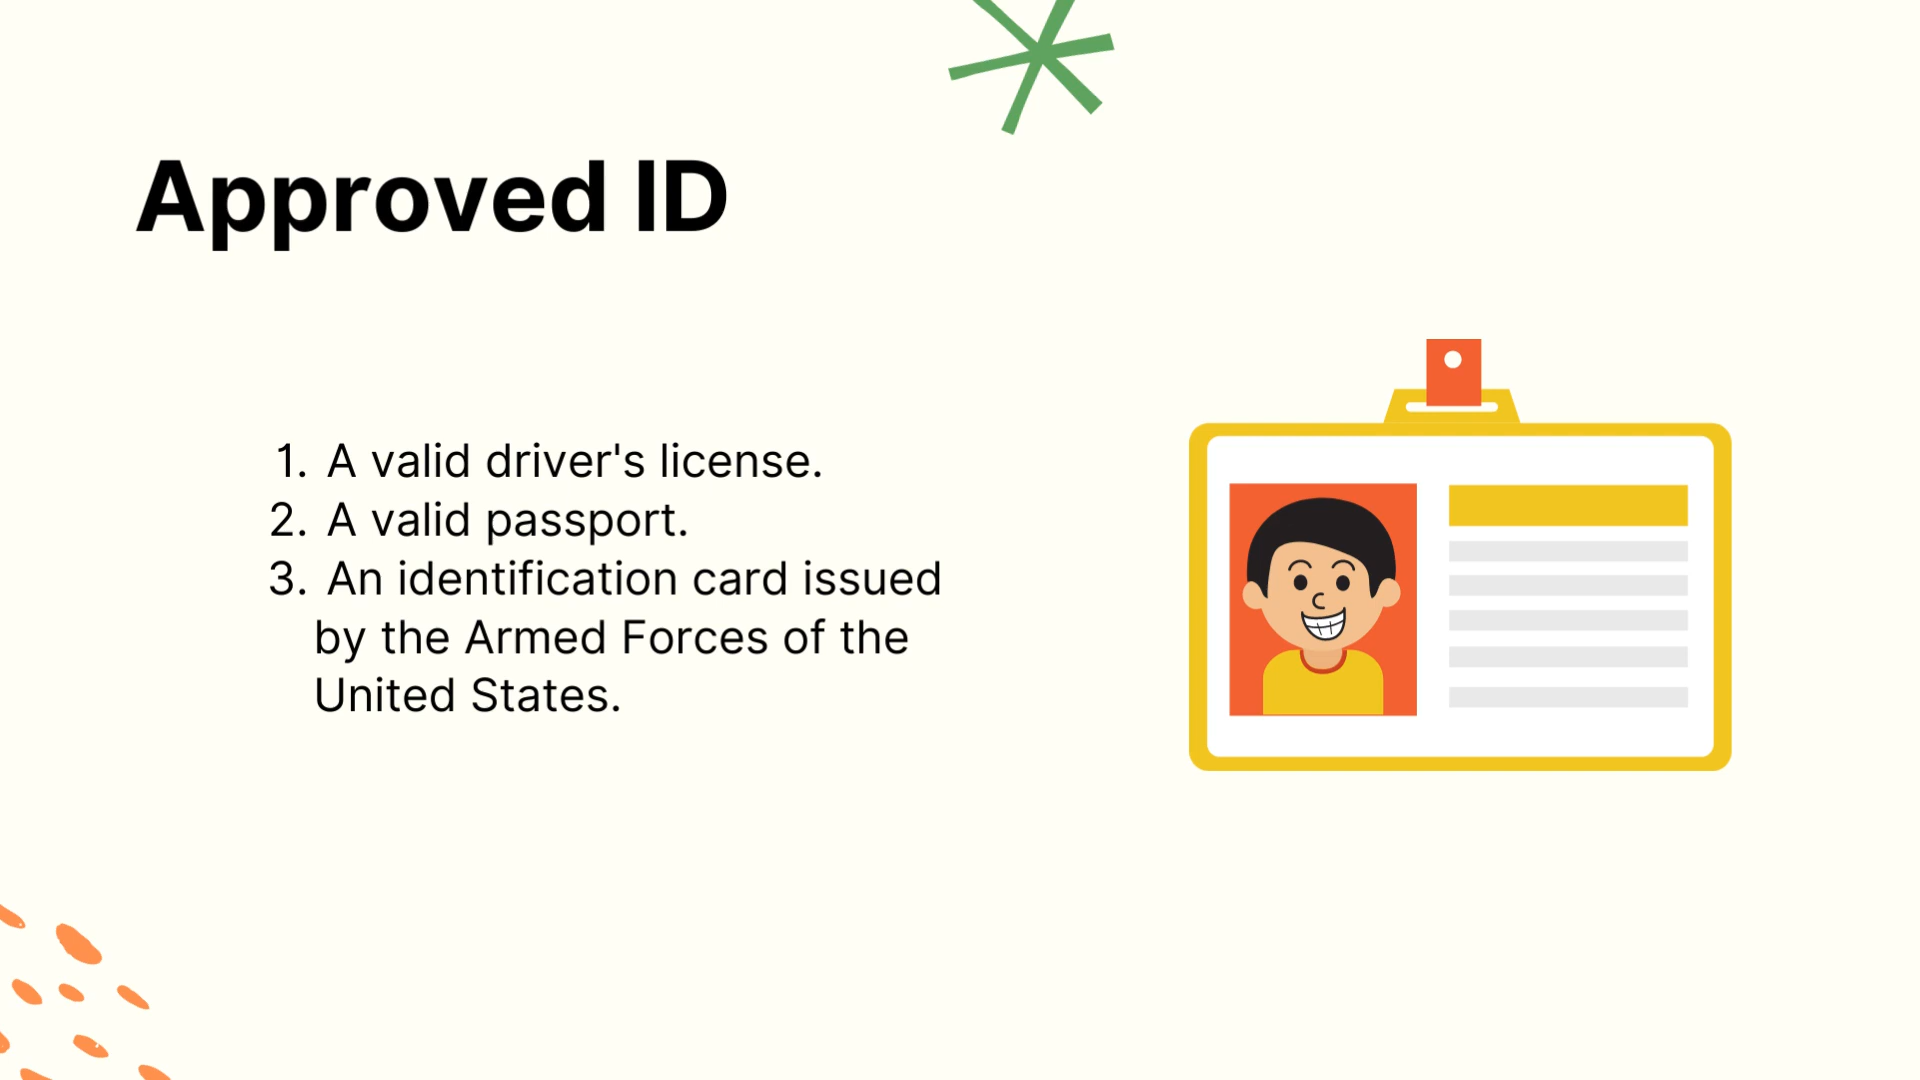 Approved ID
1. A valid driver's license.
2. A valid passport.
3. An identification card issued
by the Armed Forces of the
United States.